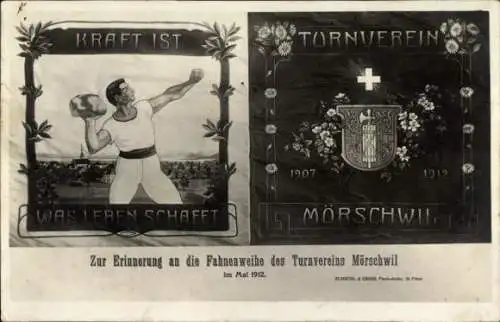 KRAFT IST
WAS LEBEN SCHAFFT
TURNVEREIN
1907 1912
MÖRSCHWIL
Zur Erinnerung an die Fahnenweihe des Turnvereins Mörschwil
im Mai 1912.